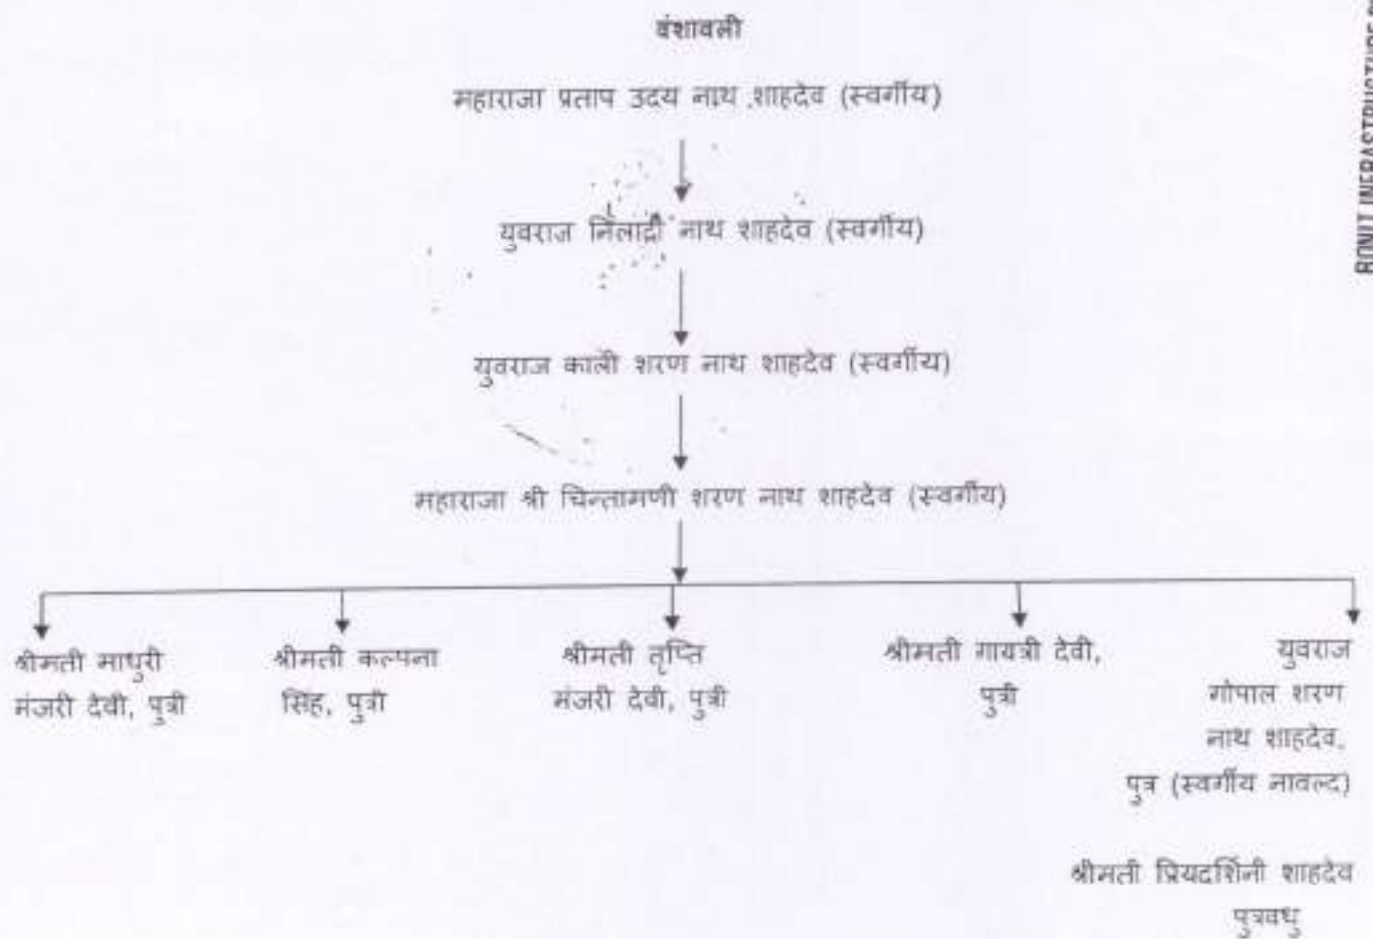 वंशावली
महाराजा प्रताप उदय नाथ शाहदेव (स्वर्गीय)
युवराज निलाद्री नाथ शाहदेव (स्वर्गीय)
युवराज काली शरण नाथ शाहदेव (स्वर्गीय)
महाराजा श्री चिन्तामणी शरण नाथ शाहदेव (स्वर्गीय)
श्रीमती माधुरी
मंजरी देवी, पुत्री
श्रीमती कल्पना
सिंह, पुत्री
श्रीमती तृप्ति
मंजरी देवी, पुत्री
श्रीमती गायत्री देवी,
पुत्री
युवराज
गोपाल शरण
नाथ शाहदेव,
पुत्र (स्वर्गीय नावल्द)
श्रीमती प्रियदर्शिनी शाहदेव
पुत्रवधु